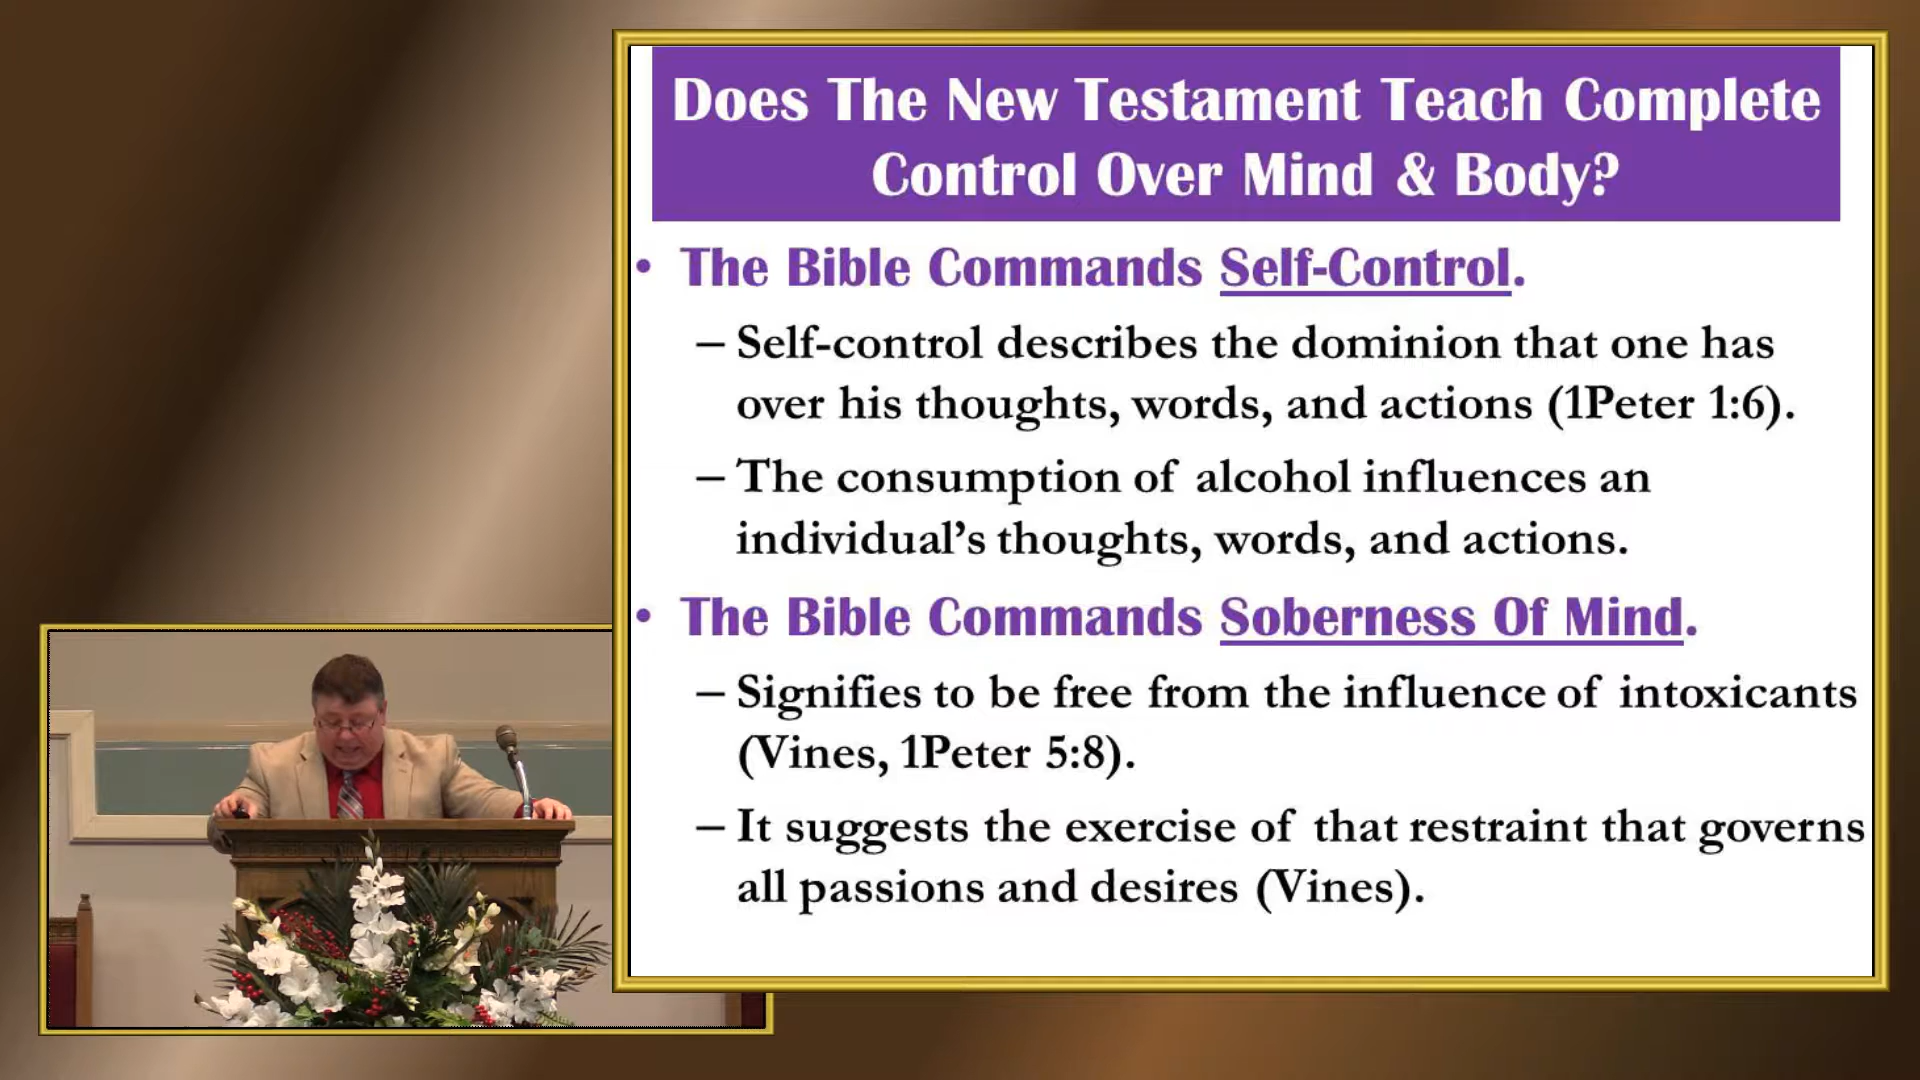 Does The New Testament Teach Complete
Control Over Mind & Body?
• The Bible Commands Self-Control.
– Self-control describes the dominion that one has
over his thoughts, words, and actions (1Peter 1:6).
– The consumption of alcohol influences an
individual's thoughts, words, and actions.
• The Bible Commands Soberness Of Mind.
– Signifies to be free from the influence of intoxicants
(Vines, 1Peter 5:8).
– It suggests the exercise of that restraint that governs
all passions and desires (Vines).